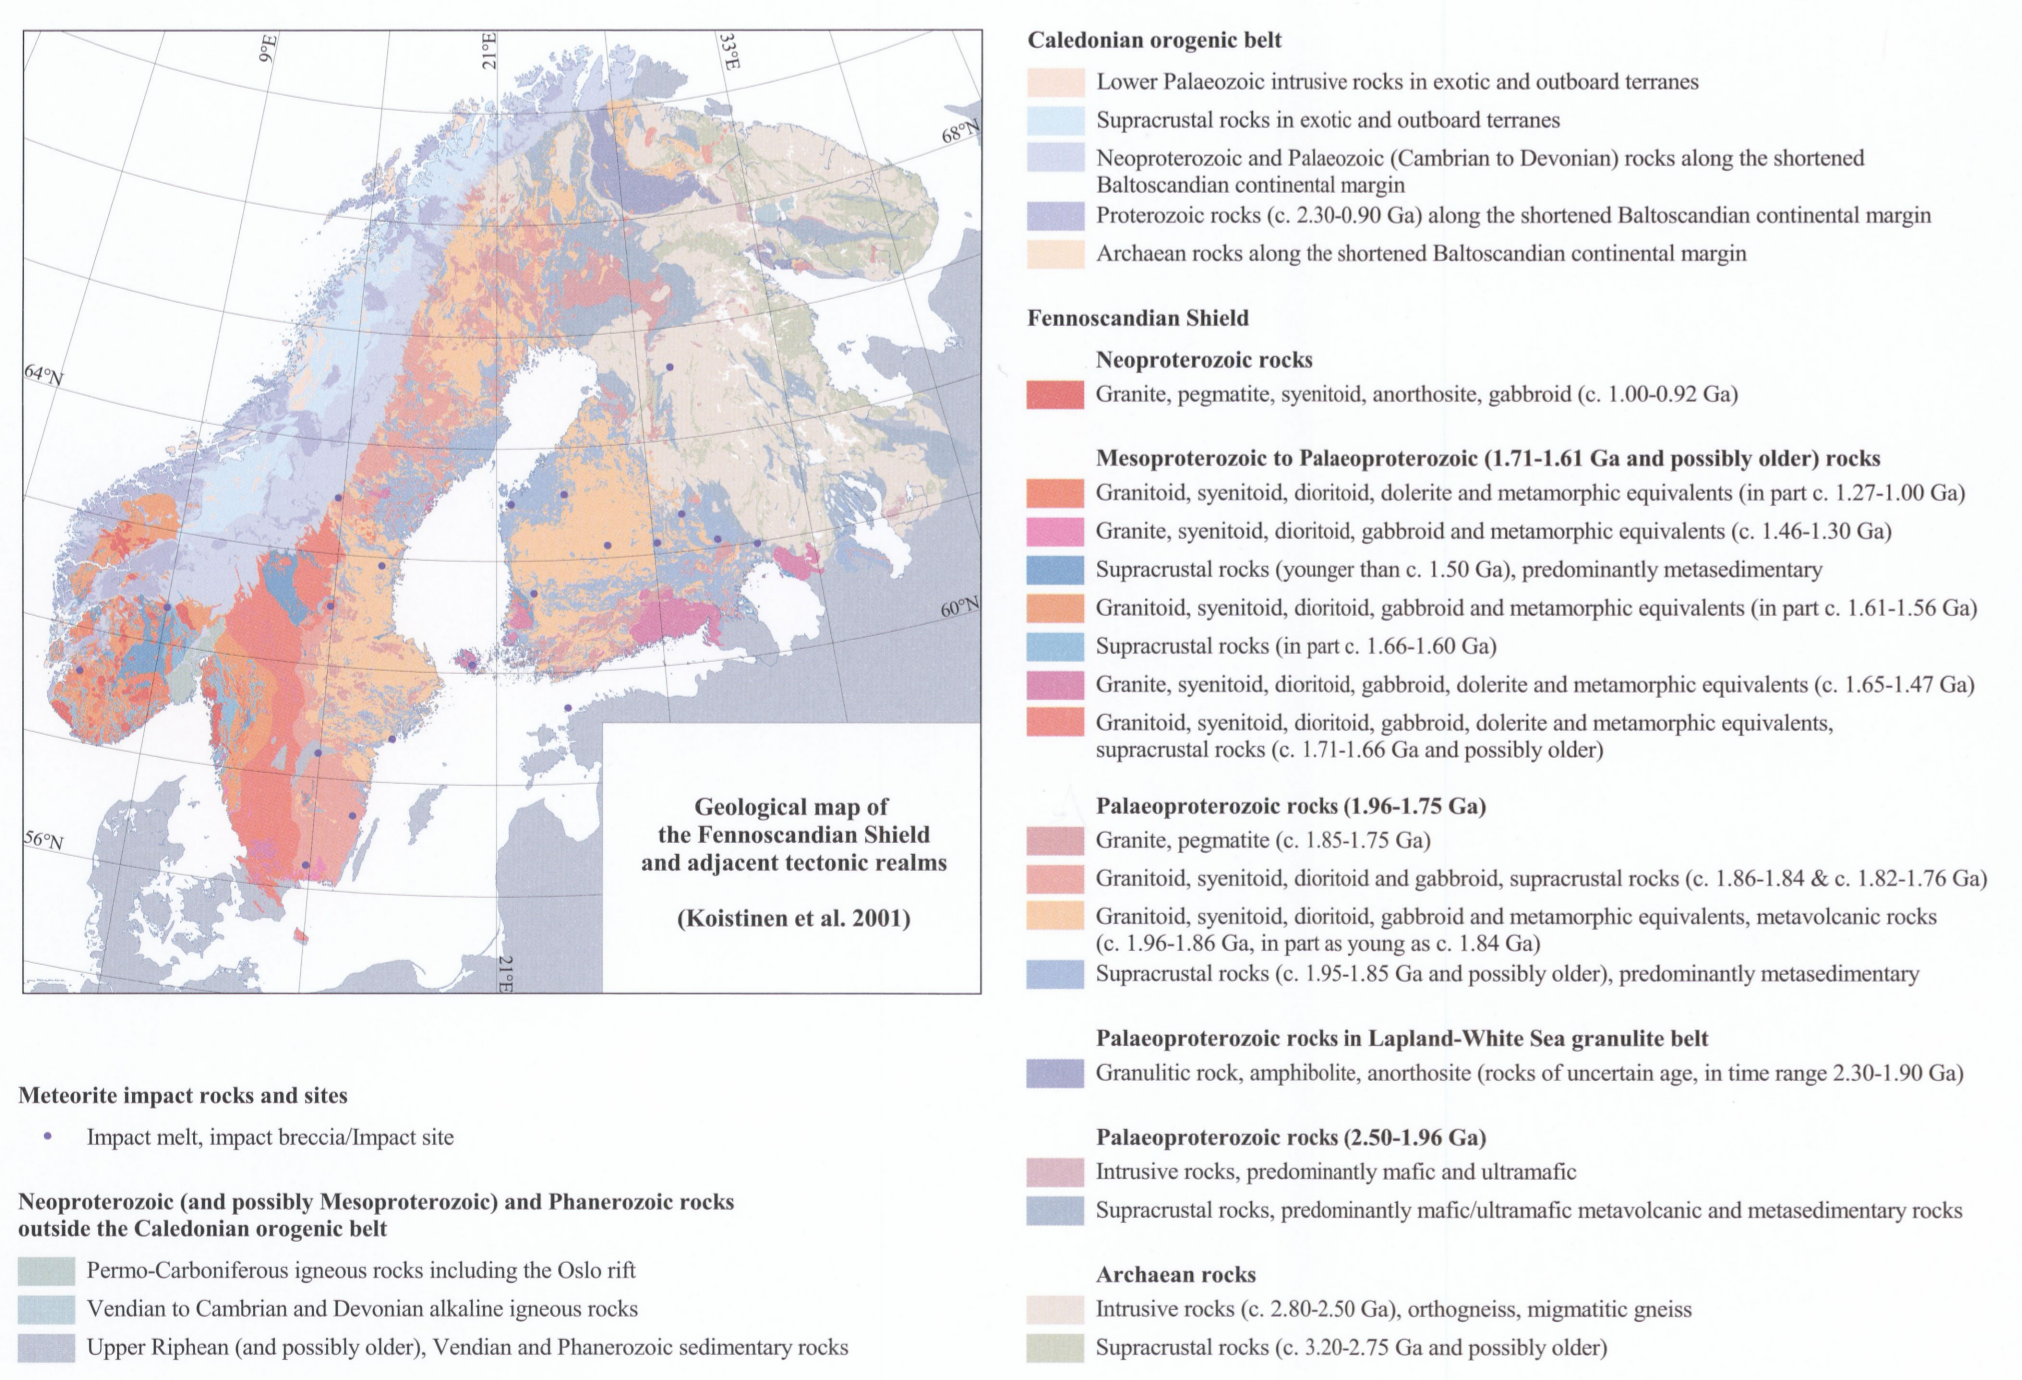 9°E
21°E
33°E
68°N
64°N
60°N
56°N
21°E
Geological map of
the Fennoscandian Shield
and adjacent tectonic realms
(Koistinen et al. 2001)
Meteorite impact rocks and sites
Impact melt, impact breccia/Impact site
Neoproterozoic (and possibly Mesoproterozoic) and Phanerozoic rocks
outside the Caledonian orogenic belt
Permo-Carboniferous igneous rocks including the Oslo rift
Vendian to Cambrian and Devonian alkaline igneous rocks
Upper Riphean (and possibly older), Vendian and Phanerozoic sedimentary rocks
Caledonian orogenic belt
Lower Palaeozoic intrusive rocks in exotic and outboard terranes
Supracrustal rocks in exotic and outboard terranes
Neoproterozoic and Palaeozoic (Cambrian to Devonian) rocks along the shortened
Baltoscandian continental margin
Proterozoic rocks (c. 2.30-0.90 Ga) along the shortened Baltoscandian continental margin
Archaean rocks along the shortened Baltoscandian continental margin
Fennoscandian Shield
Neoproterozoic rocks
Granite, pegmatite, syenitoid, anorthosite, gabbroid (c. 1.00-0.92 Ga)
Mesoproterozoic to Palaeoproterozoic (1.71-1.61 Ga and possibly older) rocks
Granitoid, syenitoid, dioritoid, dolerite and metamorphic equivalents (in part c. 1.27-1.00 Ga)
Granite, syenitoid, dioritoid, gabbroid and metamorphic equivalents (c. 1.46-1.30 Ga)
Supracrustal rocks (younger than c. 1.50 Ga), predominantly metasedimentary
Granitoid, syenitoid, dioritoid, gabbroid and metamorphic equivalents (in part c. 1.61-1.56 Ga)
Supracrustal rocks (in part c. 1.66-1.60 Ga)
Granite, syenitoid, dioritoid, gabbroid, dolerite and metamorphic equivalents (c. 1.65-1.47 Ga)
Granitoid, syenitoid, dioritoid, gabbroid, dolerite and metamorphic equivalents,
supracrustal rocks (c. 1.71-1.66 Ga and possibly older)
Palaeoproterozoic rocks (1.96-1.75 Ga)
Granite, pegmatite (c. 1.85-1.75 Ga)
Granitoid, syenitoid, dioritoid and gabbroid, supracrustal rocks (c. 1.86-1.84 & c. 1.82-1.76 Ga)
Granitoid, syenitoid, dioritoid, gabbroid and metamorphic equivalents, metavolcanic rocks
(c. 1.96-1.86 Ga, in part as young as c. 1.84 Ga)
Supracrustal rocks (c. 1.95-1.85 Ga and possibly older), predominantly metasedimentary
Palaeoproterozoic rocks in Lapland-White Sea granulite belt
Granulitic rock, amphibolite, anorthosite (rocks of uncertain age, in time range 2.30-1.90 Ga)
Palaeoproterozoic rocks (2.50-1.96 Ga)
Intrusive rocks, predominantly mafic and ultramafic
Supracrustal rocks, predominantly mafic/ultramafic metavolcanic and metasedimentary rocks
Archaean rocks
Intrusive rocks (c. 2.80-2.50 Ga), orthogneiss, migmatitic gneiss
Supracrustal rocks (c. 3.20-2.75 Ga and possibly older)